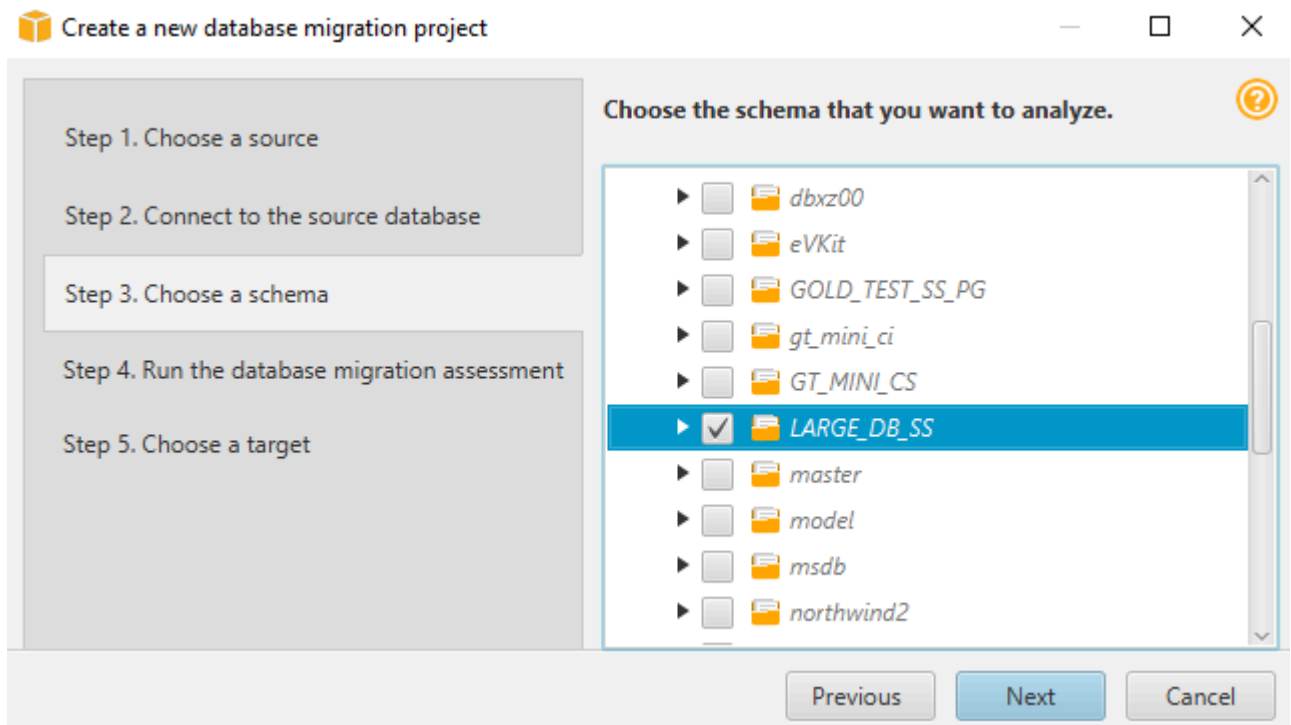 Create a new database migration project
Step 1. Choose a source
Step 2. Connect to the source database
Step 3. Choose a schema
Step 4. Run the database migration assessment
Step 5. Choose a target
Choose the schema that you want to analyze.
?
dbxz00
eVKit
GOLD_TEST_SS_PG
gt_mini_ci
GT_MINI_CS
LARGE_DB_SS
master
model
msdb
northwind2
Previous
Next
Cancel